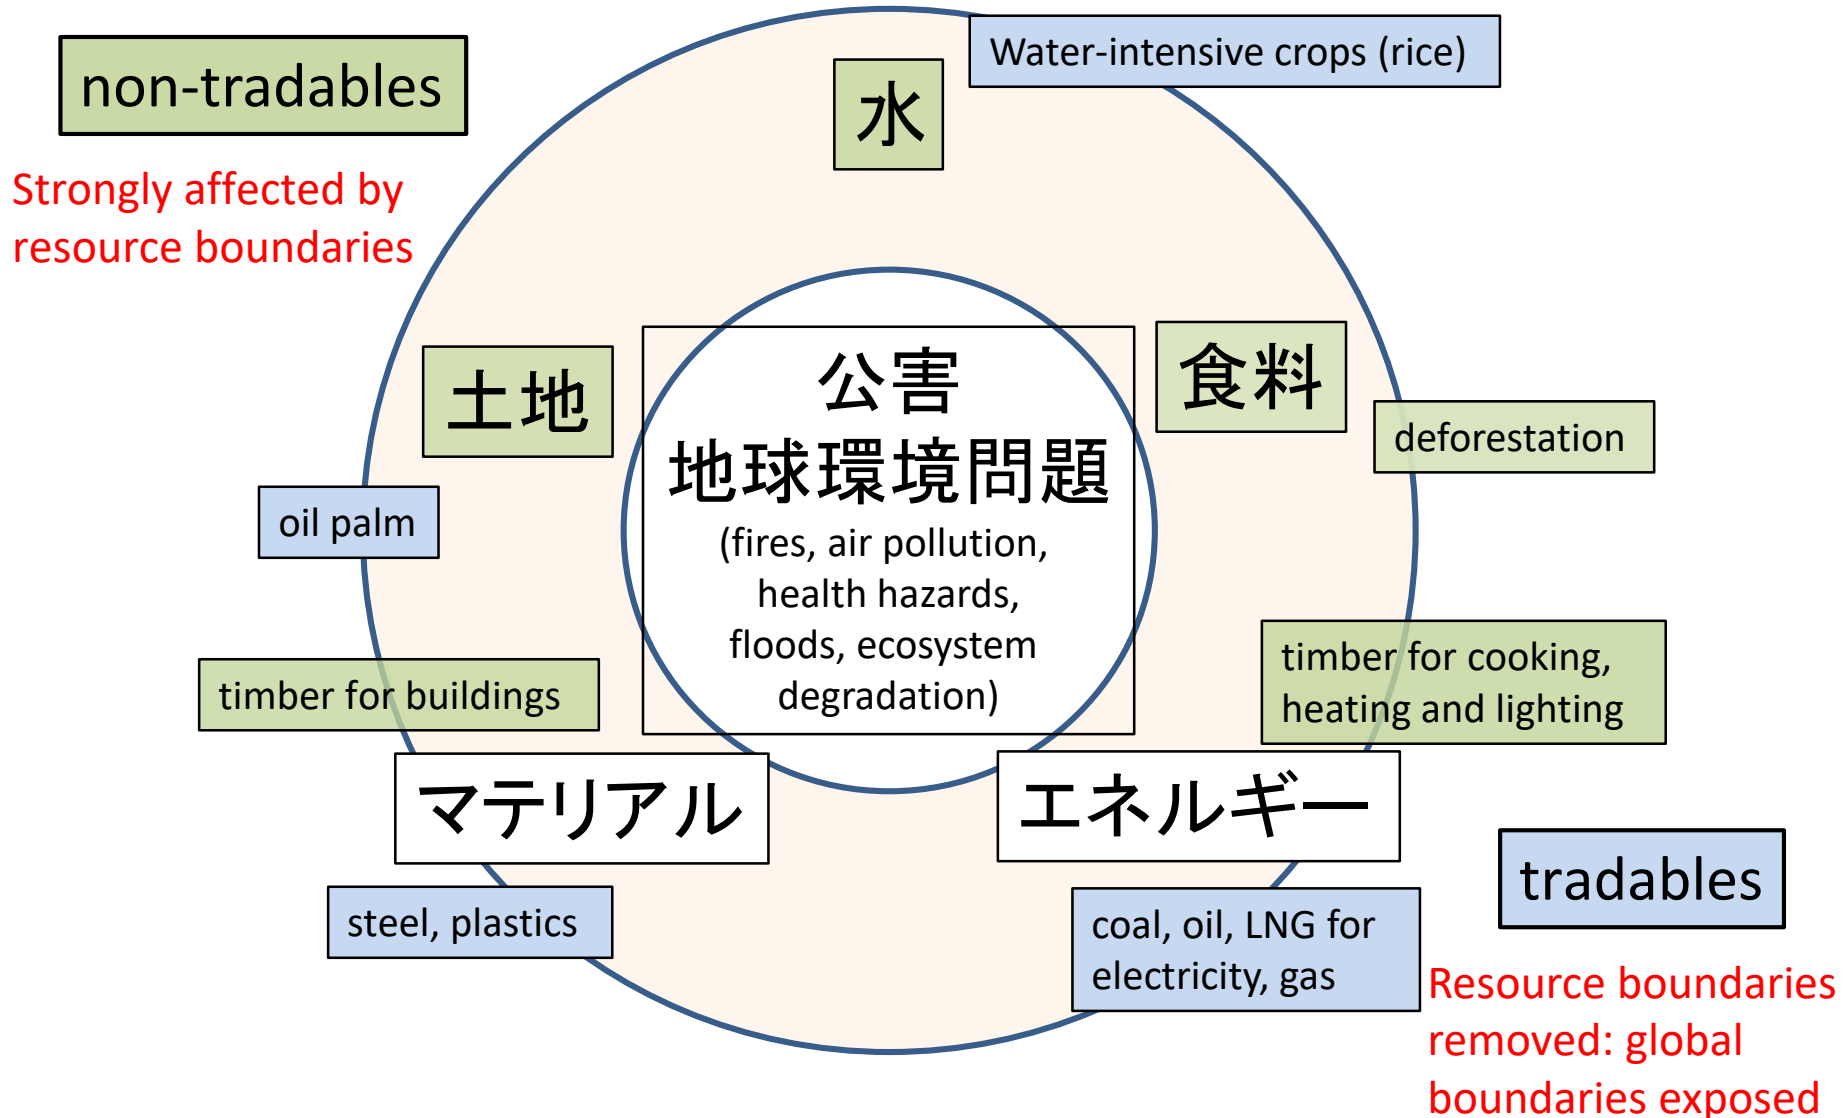 non-tradables
Strongly affected by
resource boundaries
水
Water-intensive crops (rice)
土地
公害
地球環境問題
(fires, air pollution,
health hazards,
floods, ecosystem
degradation)
食料
deforestation
oil palm
timber for buildings
timber for cooking,
heating and lighting
マテリアル
エネルギー
steel, plastics
coal, oil, LNG for
electricity, gas
tradables
Resource boundaries
removed: global
boundaries exposed